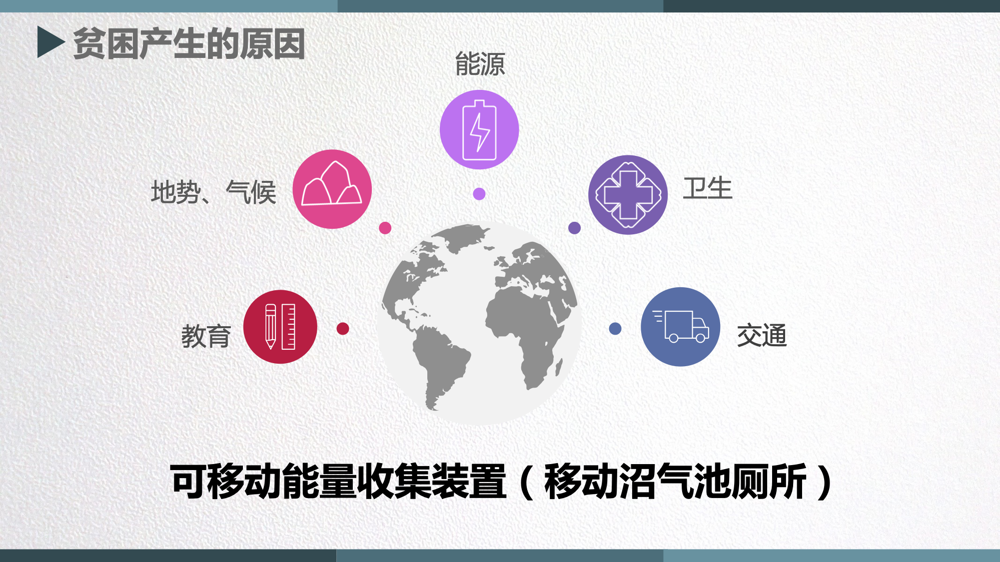 贫困产生的原因
能源
地势、气候
卫生
教育
交通
可移动能量收集装置（移动沼气池厕所）